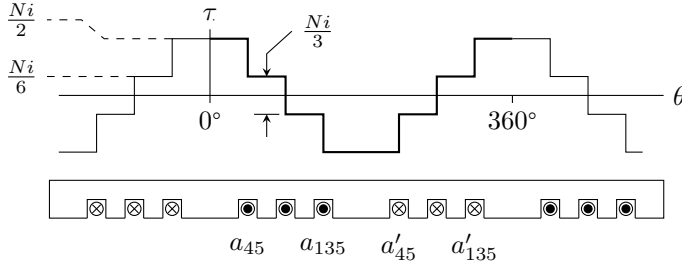 Ni/2
τ
Ni/3
Ni/6
θ
0°
360°
a₄₅ a₁₃₅ a′₄₅ a′₁₃₅